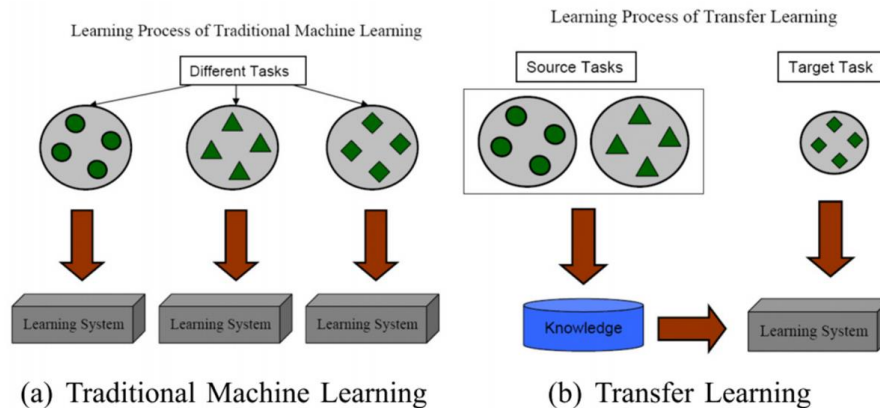 Learning Process of Traditional Machine Learning
Different Tasks
Learning System
Learning System
Learning System
(a) Traditional Machine Learning
Learning Process of Transfer Learning
Source Tasks
Target Task
Knowledge
Learning System
(b) Transfer Learning